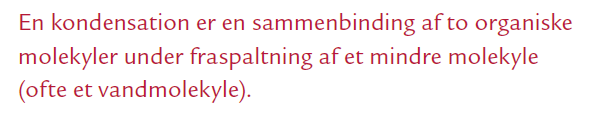 En kondensation er en sammenbinding af to organiske
molekyler under fraspaltning af et mindre molekyle
(ofte et vandmolekyle).